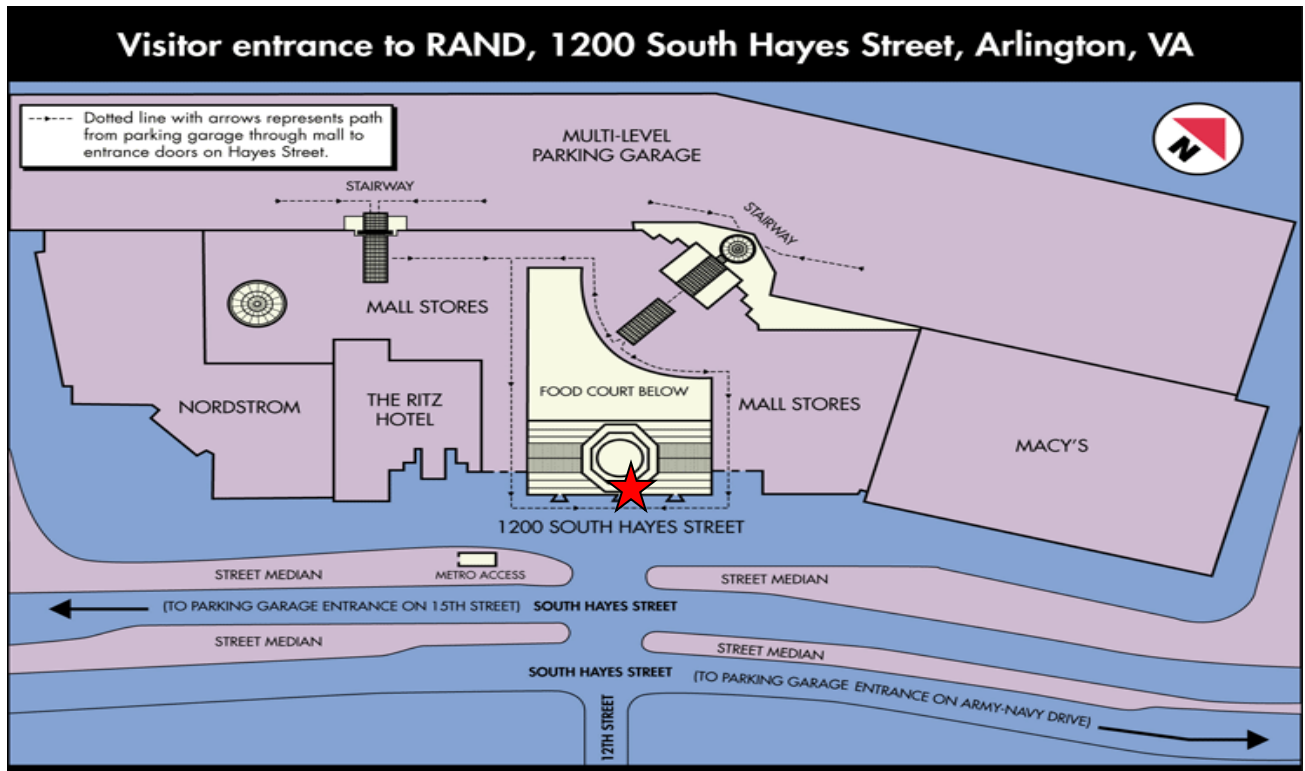 Visitor entrance to RAND, 1200 South Hayes Street, Arlington, VA
Dotted line with arrows represents path
from parking garage through mall to
entrance doors on Hayes Street.
MULTI-LEVEL
PARKING GARAGE
N
STAIRWAY
STAIRWAY
MALL STORES
NORDSTROM
THE RITZ
HOTEL
FOOD COURT BELOW
MALL STORES
MACY'S
1200 SOUTH HAYES STREET
STREET MEDIAN
METRO ACCESS
STREET MEDIAN
(TO PARKING GARAGE ENTRANCE ON 15TH STREET) SOUTH HAYES STREET
STREET MEDIAN
STREET MEDIAN
SOUTH HAYES STREET (TO PARKING GARAGE ENTRANCE ON ARMY-NAVY DRIVE)
12TH STREET